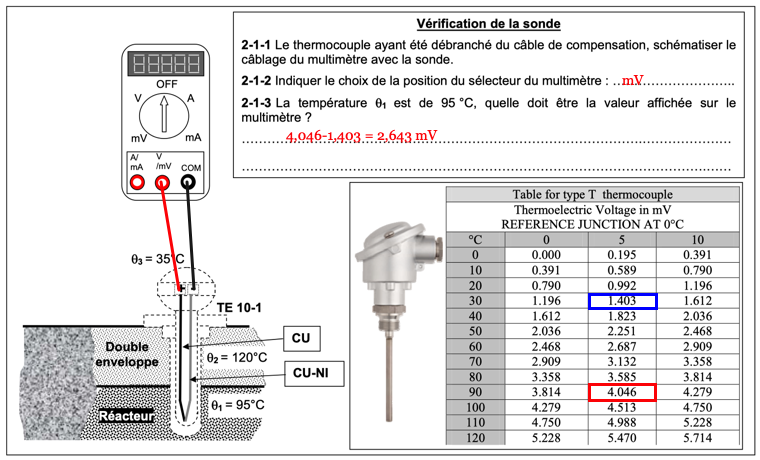 Vérification de la sonde
2-1-1 Le thermocouple ayant été débranché du câble de compensation, schématiser le
câblage du multimètre avec la sonde.
2-1-2 Indiquer le choix de la position du sélecteur du multimètre : …mV…………………..
2-1-3 La température θ₁ est de 95 °C, quelle doit être la valeur affichée sur le
multimètre ?
4,046-1,403 = 2,643 mV
OFF
V A
mV mA
A/ V
mA /mV COM
θ₃ = 35°C
+ -
TE 10-1
CU
Double
enveloppe
θ₂ = 120°C
CU-NI
Réacteur
θ₁ = 95°C
Table for type T thermocouple
Thermoelectric Voltage in mV
REFERENCE JUNCTION AT 0°C
°C 0 5 10
0 0.000 0.195 0.391
10 0.391 0.589 0.790
20 0.790 0.992 1.196
30 1.196 1.403 1.612
40 1.612 1.823 2.036
50 2.036 2.251 2.468
60 2.468 2.687 2.909
70 2.909 3.132 3.358
80 3.358 3.585 3.814
90 3.814 4.046 4.279
100 4.279 4.513 4.750
110 4.750 4.988 5.228
120 5.228 5.470 5.714